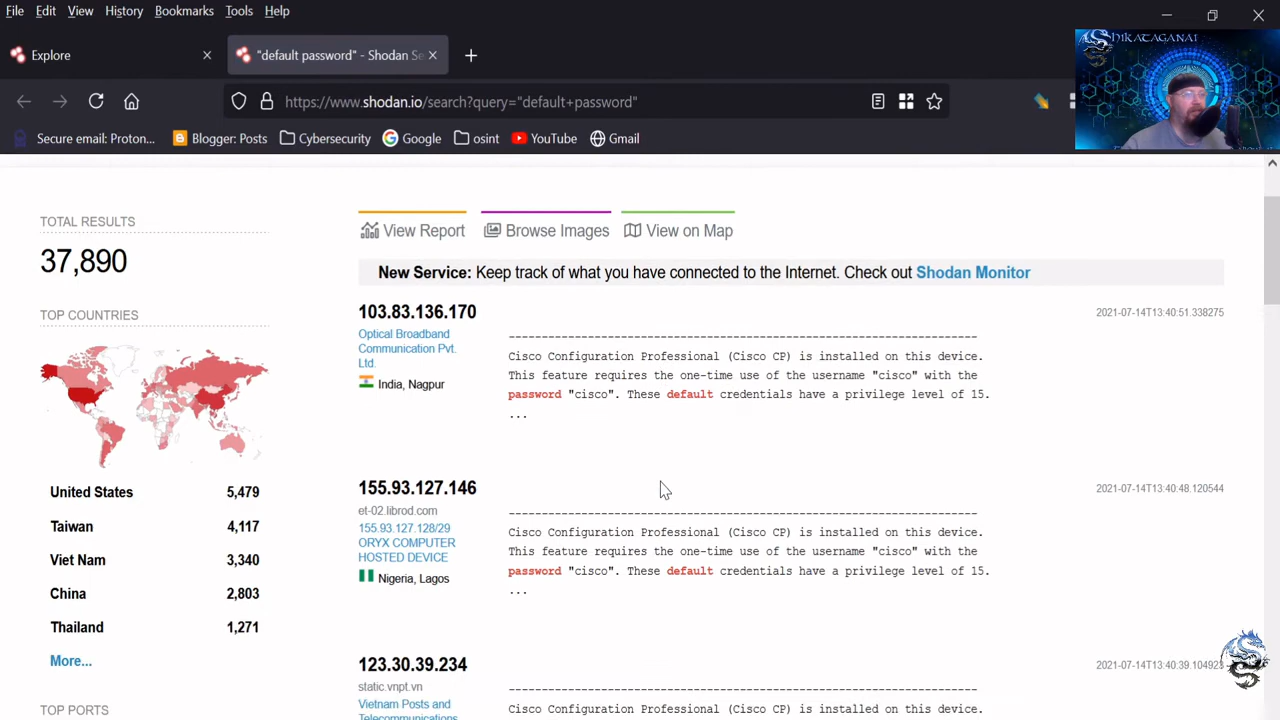 File Edit View History Bookmarks Tools Help
Explore
"default password" - Shodan Se
SHIKATAGANAI
https://www.shodan.io/search?query="default+password"
Secure email: Proton... Blogger: Posts Cybersecurity Google osint YouTube Gmail
TOTAL RESULTS
37,890
TOP COUNTRIES
United States 5,479
Taiwan 4,117
Viet Nam 3,340
China 2,803
Thailand 1,271
More...
TOP PORTS
View Report Browse Images View on Map
New Service: Keep track of what you have connected to the Internet. Check out Shodan Monitor
103.83.136.170
2021-07-14T13:40:51.338275
Optical Broadband
Communication Pvt.
Ltd.
India, Nagpur
-----------------------------------------------------------------------
Cisco Configuration Professional (Cisco CP) is installed on this device.
This feature requires the one-time use of the username "cisco" with the
password "cisco". These default credentials have a privilege level of 15.
...
155.93.127.146
2021-07-14T13:40:48.120544
et-02.librod.com
155.93.127.128/29
ORYX COMPUTER
HOSTED DEVICE
Nigeria, Lagos
-----------------------------------------------------------------------
Cisco Configuration Professional (Cisco CP) is installed on this device.
This feature requires the one-time use of the username "cisco" with the
password "cisco". These default credentials have a privilege level of 15.
...
123.30.39.234
2021-07-14T13:40:39.104923
static.vnpt.vn
Vietnam Posts and
Telecommunications
-----------------------------------------------------------------------
Cisco Configuration Professional (Cisco CP) is installed on this device.